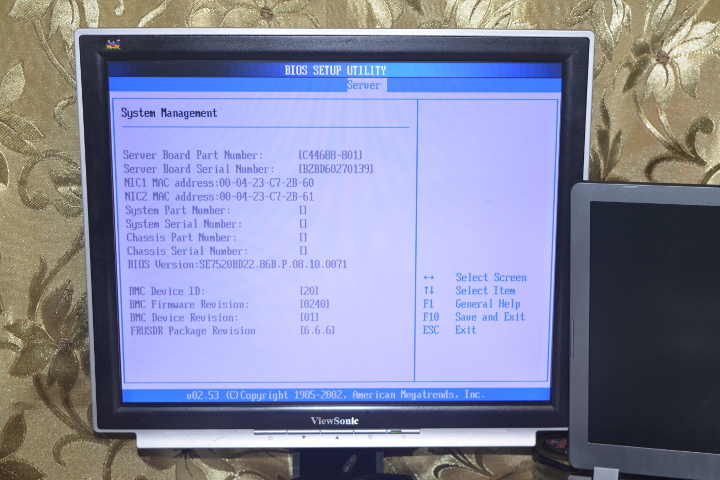 BIOS SETUP UTILITY
Server
System Management
Server Board Part Number: [C44688-801]
Server Board Serial Number: [BZBD60270139]
NIC1 MAC address:00-04-23-C7-2B-60
NIC2 MAC address:00-04-23-C7-2B-61
System Part Number: []
System Serial Number: []
Chassis Part Number: []
Chassis Serial Number: []
BIOS Version:SE7520BD22.86B.P.08.10.0071
BMC Device ID: [20]
BMC Firmware Revision: [0240]
BMC Device Revision: [01]
FRUSDR Package Revision [6.6.6]
↔ Select Screen
↑↓ Select Item
F1 General Help
F10 Save and Exit
ESC Exit
v02.53 (C)Copyright 1985-2002, American Megatrends, Inc.
ViewSonic